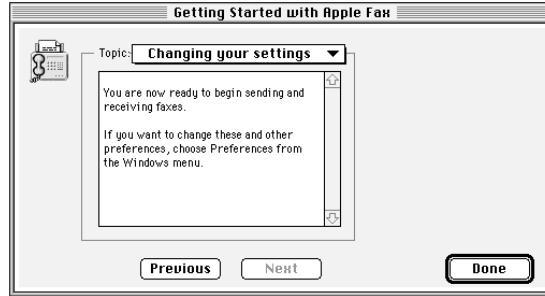 Getting Started with Apple Fax
Topic: Changing your settings
You are now ready to begin sending and
receiving faxes.
If you want to change these and other
preferences, choose Preferences from
the Windows menu.
Previous Next Done